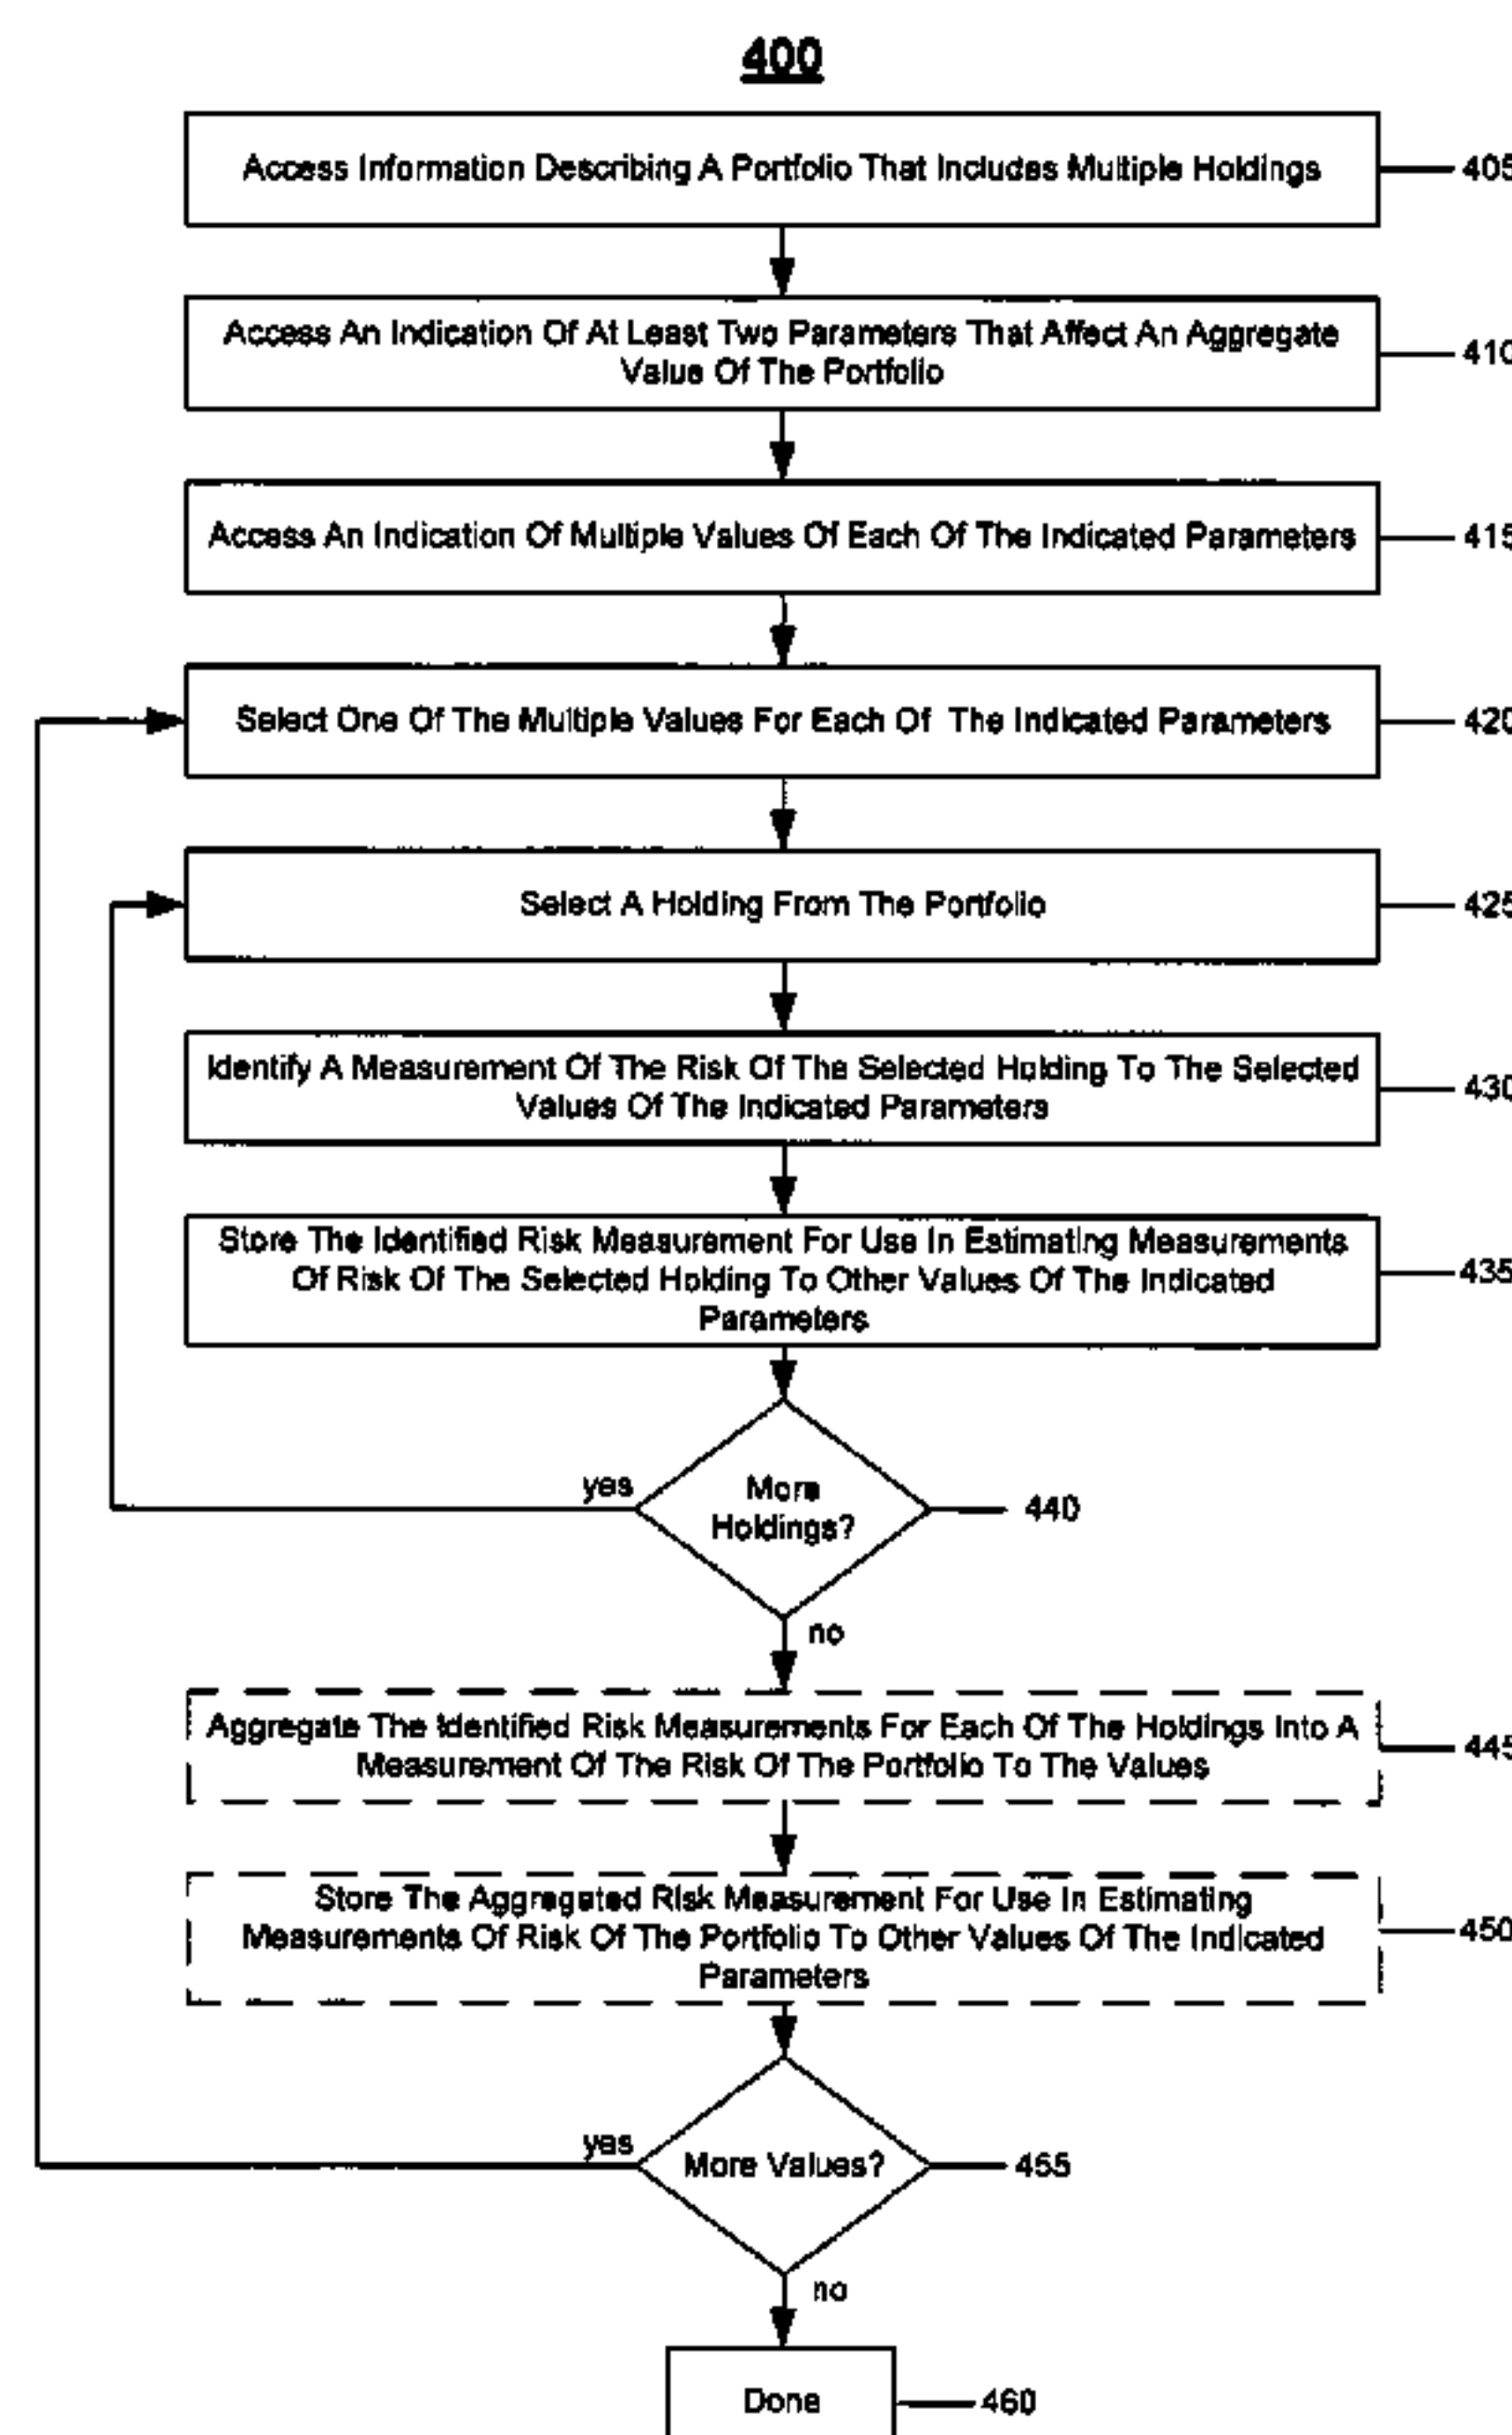 400
Access Information Describing A Portfolio That Includes Multiple Holdings
405
Access An Indication Of At Least Two Parameters That Affect An Aggregate
Value Of The Portfolio
410
Access An Indication Of Multiple Values Of Each Of The Indicated Parameters
415
Select One Of The Multiple Values For Each Of The Indicated Parameters
420
Select A Holding From The Portfolio
425
Identify A Measurement Of The Risk Of The Selected Holding To The Selected
Values Of The Indicated Parameters
430
Store The Identified Risk Measurement For Use In Estimating Measurements
Of Risk Of The Selected Holding To Other Values Of The Indicated
Parameters
435
yes
More
Holdings?
440
no
Aggregate The Identified Risk Measurements For Each Of The Holdings Into A
Measurement Of The Risk Of The Portfolio To The Values
445
Store The Aggregated Risk Measurement For Use In Estimating
Measurements Of Risk Of The Portfolio To Other Values Of The Indicated
Parameters
450
yes
More Values?
455
no
Done
460